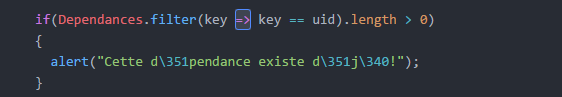 if(Dependances.filter(key => key == uid).length > 0)
{
alert("Cette d\351pendance existe d\351j\340!");
}